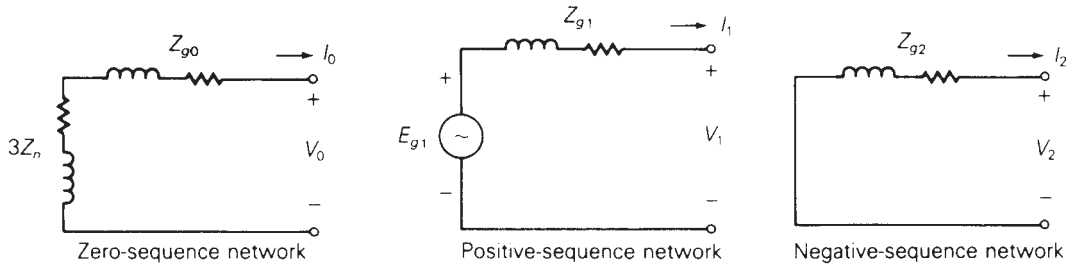 Z_g0
I_0
+
3Z_n
V_0
−
Zero-sequence network
Z_g1
I_1
+
+
E_g1
~
V_1
−
−
Positive-sequence network
Z_g2
I_2
+
V_2
−
Negative-sequence network